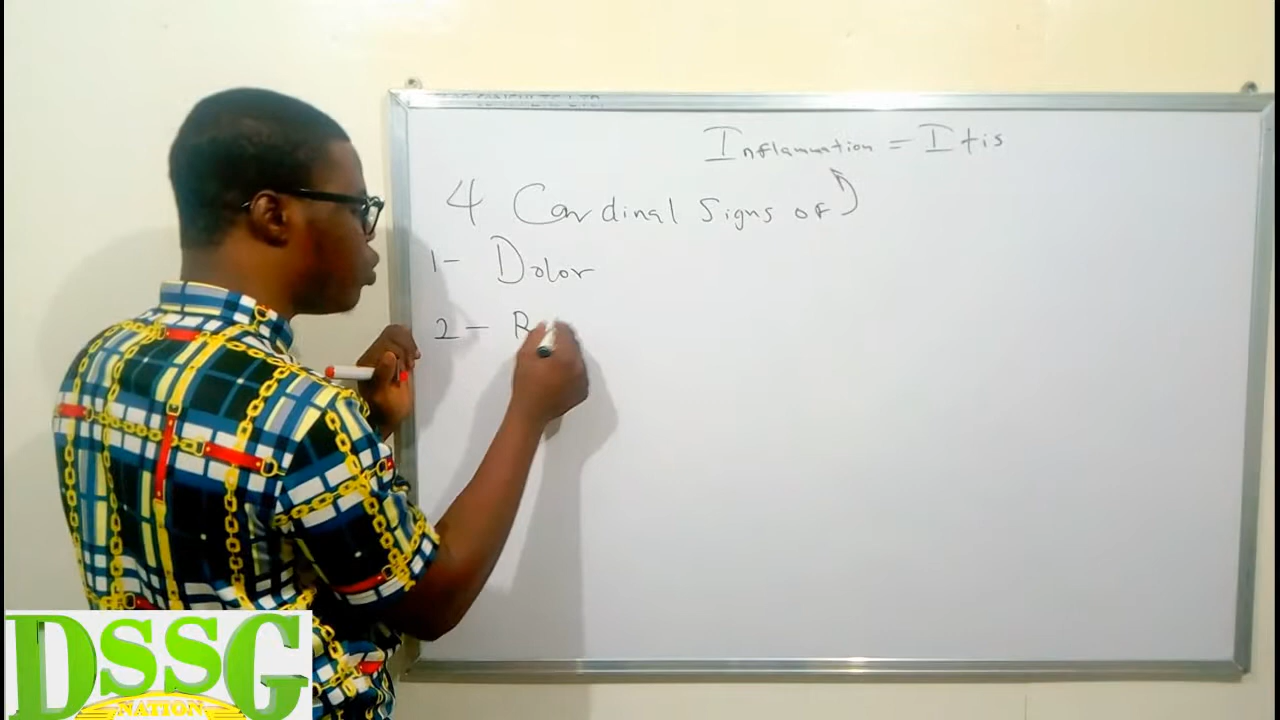 Inflammation = Itis
4 Cardinal Signs of
1- Dolor
2- R
DSSG
NATION